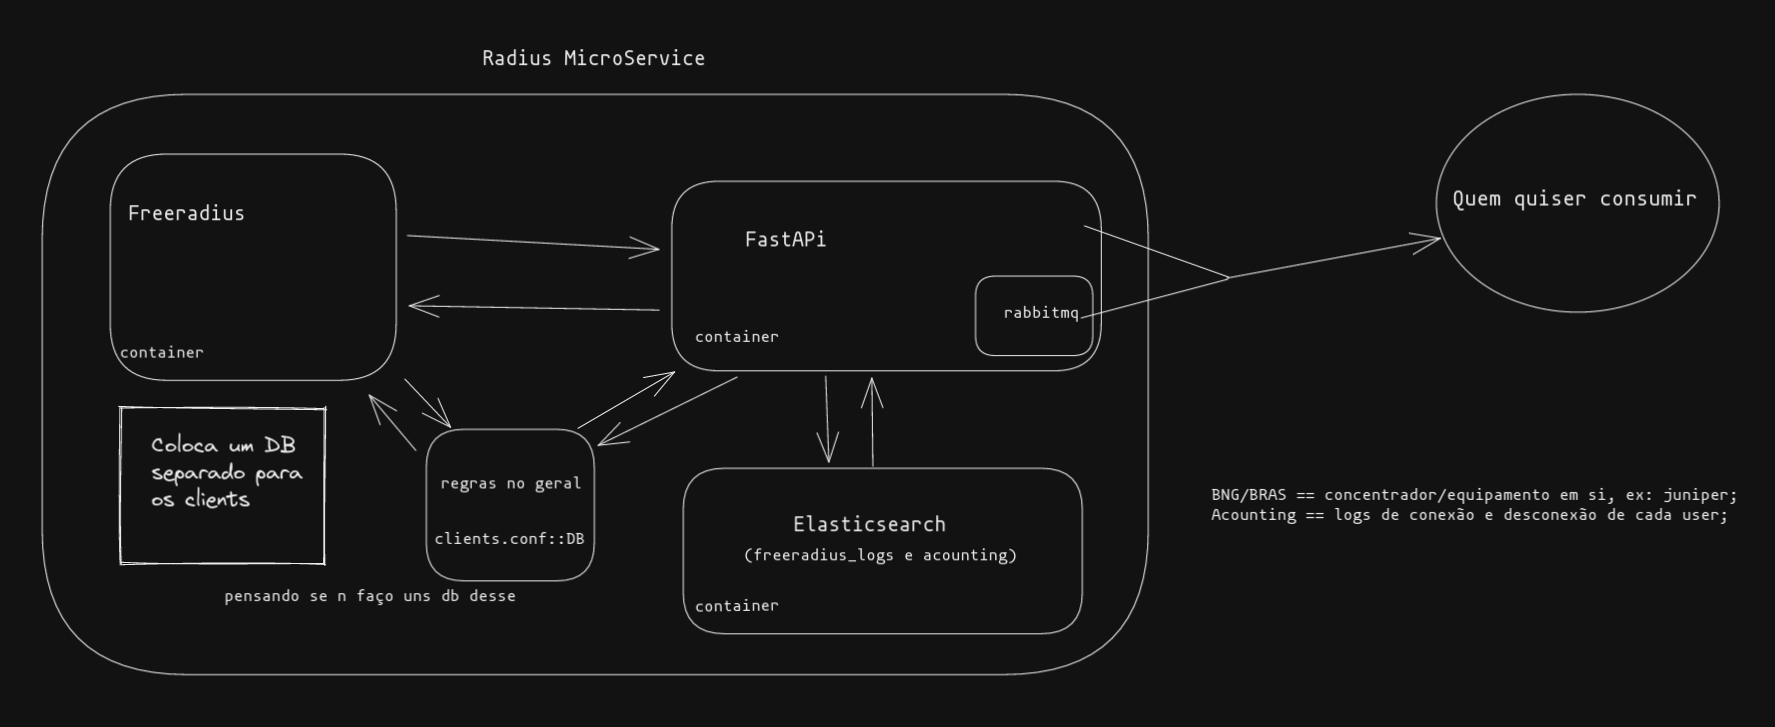 Radius MicroService
Freeradius
container
FastAPi
rabbitmq
container
Quem quiser consumir
Coloca um DB
separado para
os clients
regras no geral
clients.conf::DB
pensando se n faço uns db desse
Elasticsearch
(freeradius_logs e acounting)
container
BNG/BRAS == concentrador/equipamento em si, ex: juniper;
Acounting == logs de conexão e desconexão de cada user;